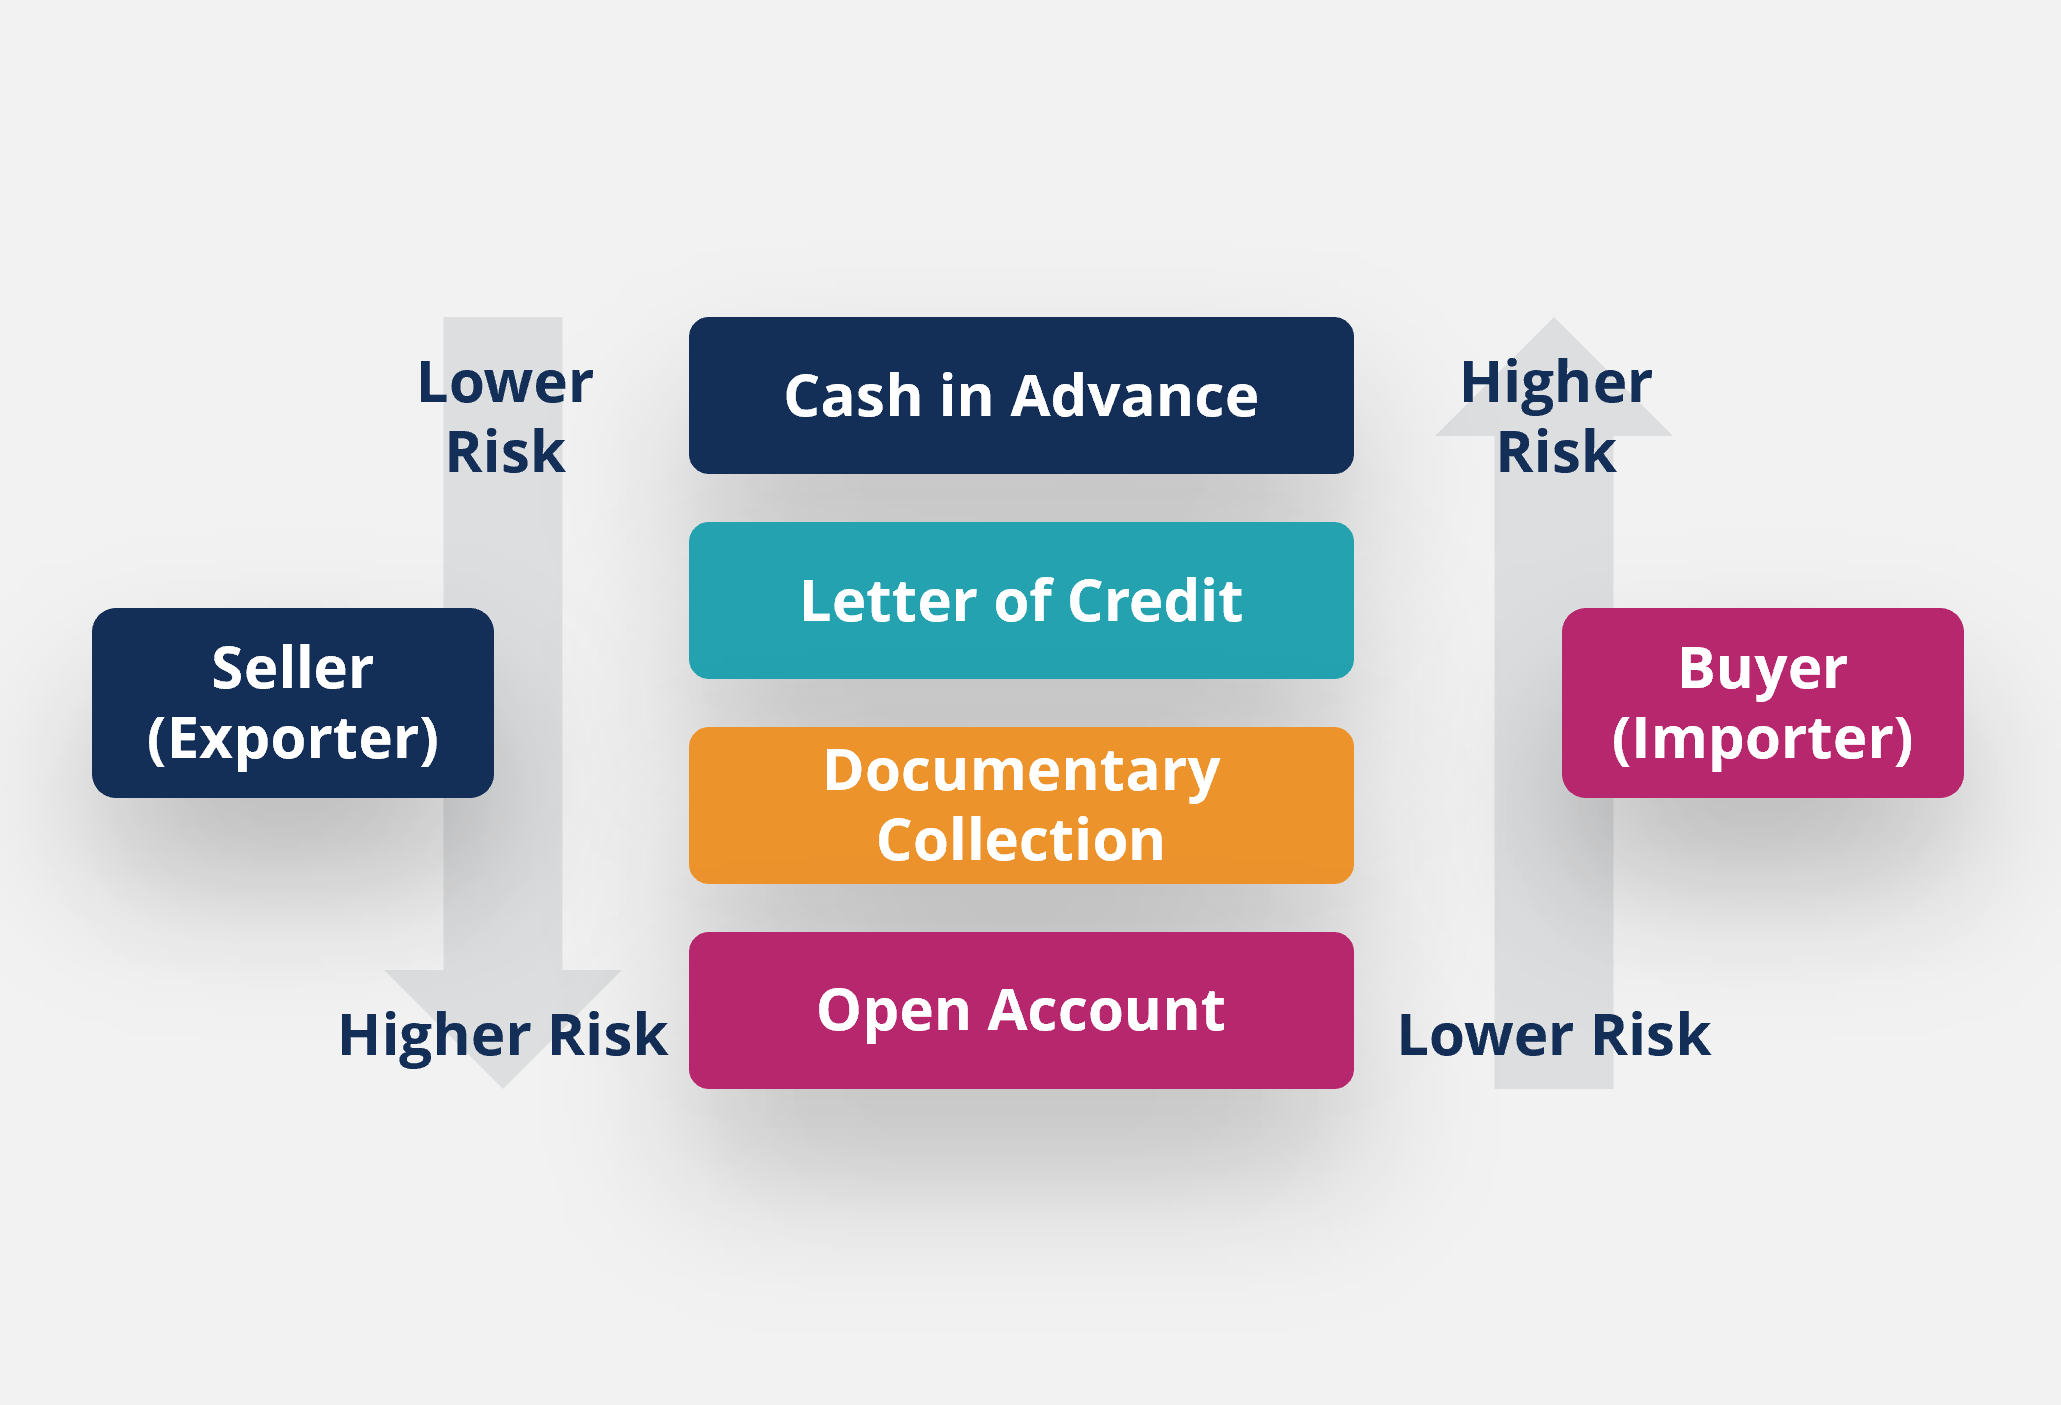 Lower
Risk
Cash in Advance
Higher
Risk
Letter of Credit
Seller
(Exporter)
Documentary
Collection
Buyer
(Importer)
Higher Risk
Open Account
Lower Risk